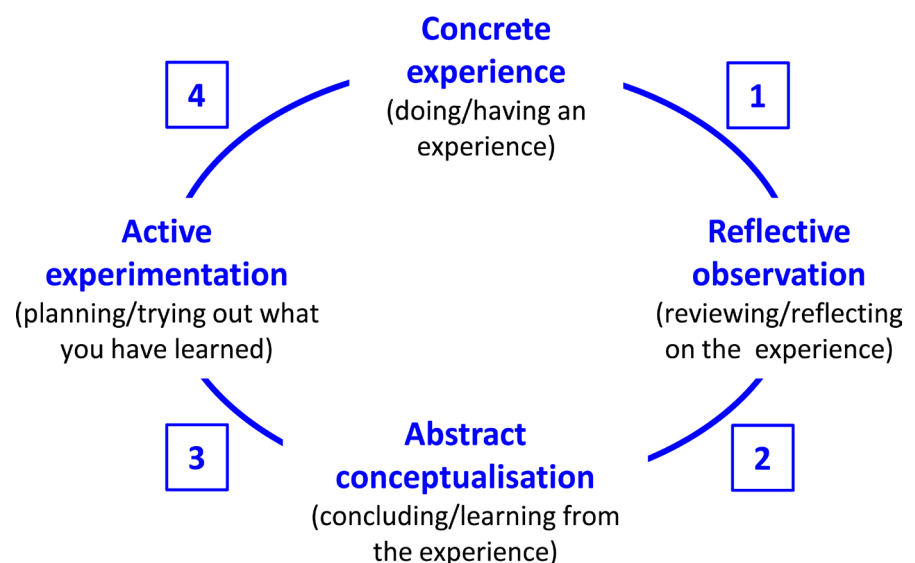 Concrete
experience
(doing/having an
experience)
4
1
Active
experimentation
(planning/trying out what
you have learned)
Reflective
observation
(reviewing/reflecting
on the experience)
3
2
Abstract
conceptualisation
(concluding/learning from
the experience)